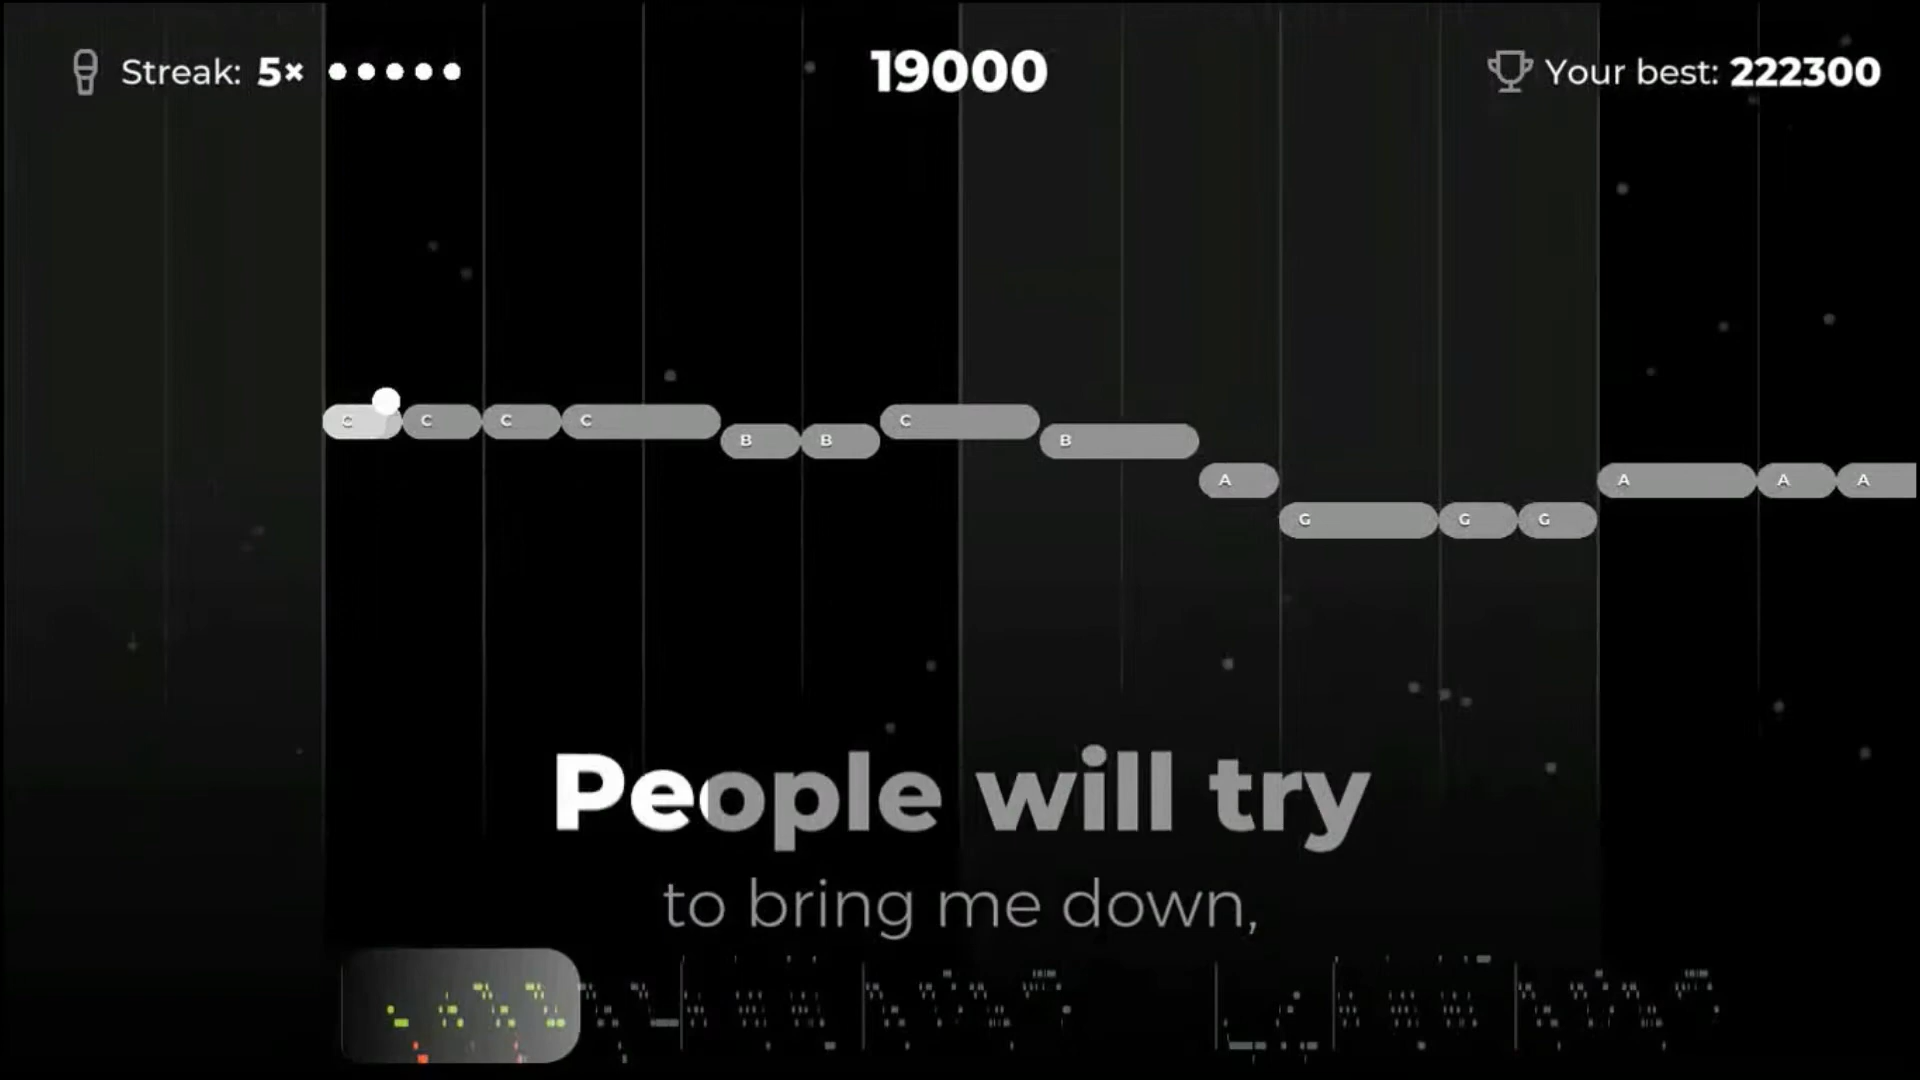 Streak: 5× 19000 Your best: 222300
C C C C B B C B A G G G A A A
People will try
to bring me down,